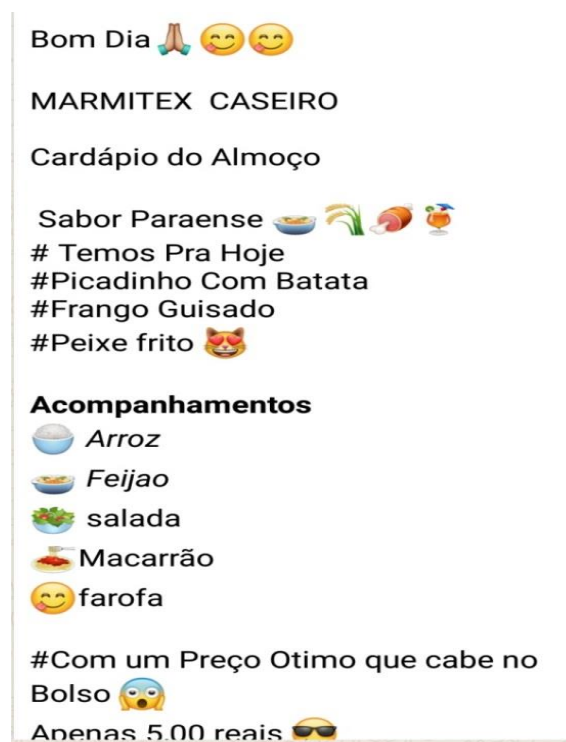 Bom Dia 🙏🏽 😋😋
MARMITEX CASEIRO
Cardápio do Almoço
Sabor Paraense 🍲 🌾 🍖 🍹
# Temos Pra Hoje
#Picadinho Com Batata
#Frango Guisado
#Peixe frito 😻
Acompanhamentos
🍚 Arroz
🍲 Feijao
🥗 salada
🍝Macarrão
😋farofa
#Com um Preço Otimo que cabe no
Bolso 😱
Apenas 5,00 reais 😎